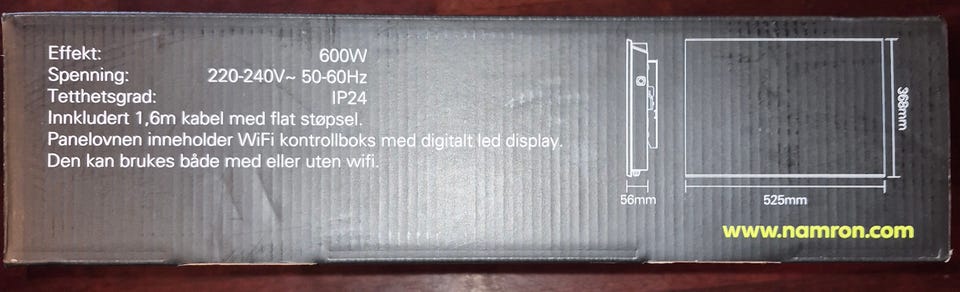 Effekt: 600W
Spenning: 220-240V~ 50-60Hz
Tetthetsgrad: IP24
Innkludert 1,6m kabel med flat støpsel.
Panelovnen inneholder WiFi kontrollboks med digitalt led display.
Den kan brukes både med eller uten wifi.
368mm
56mm
525mm
www.namron.com